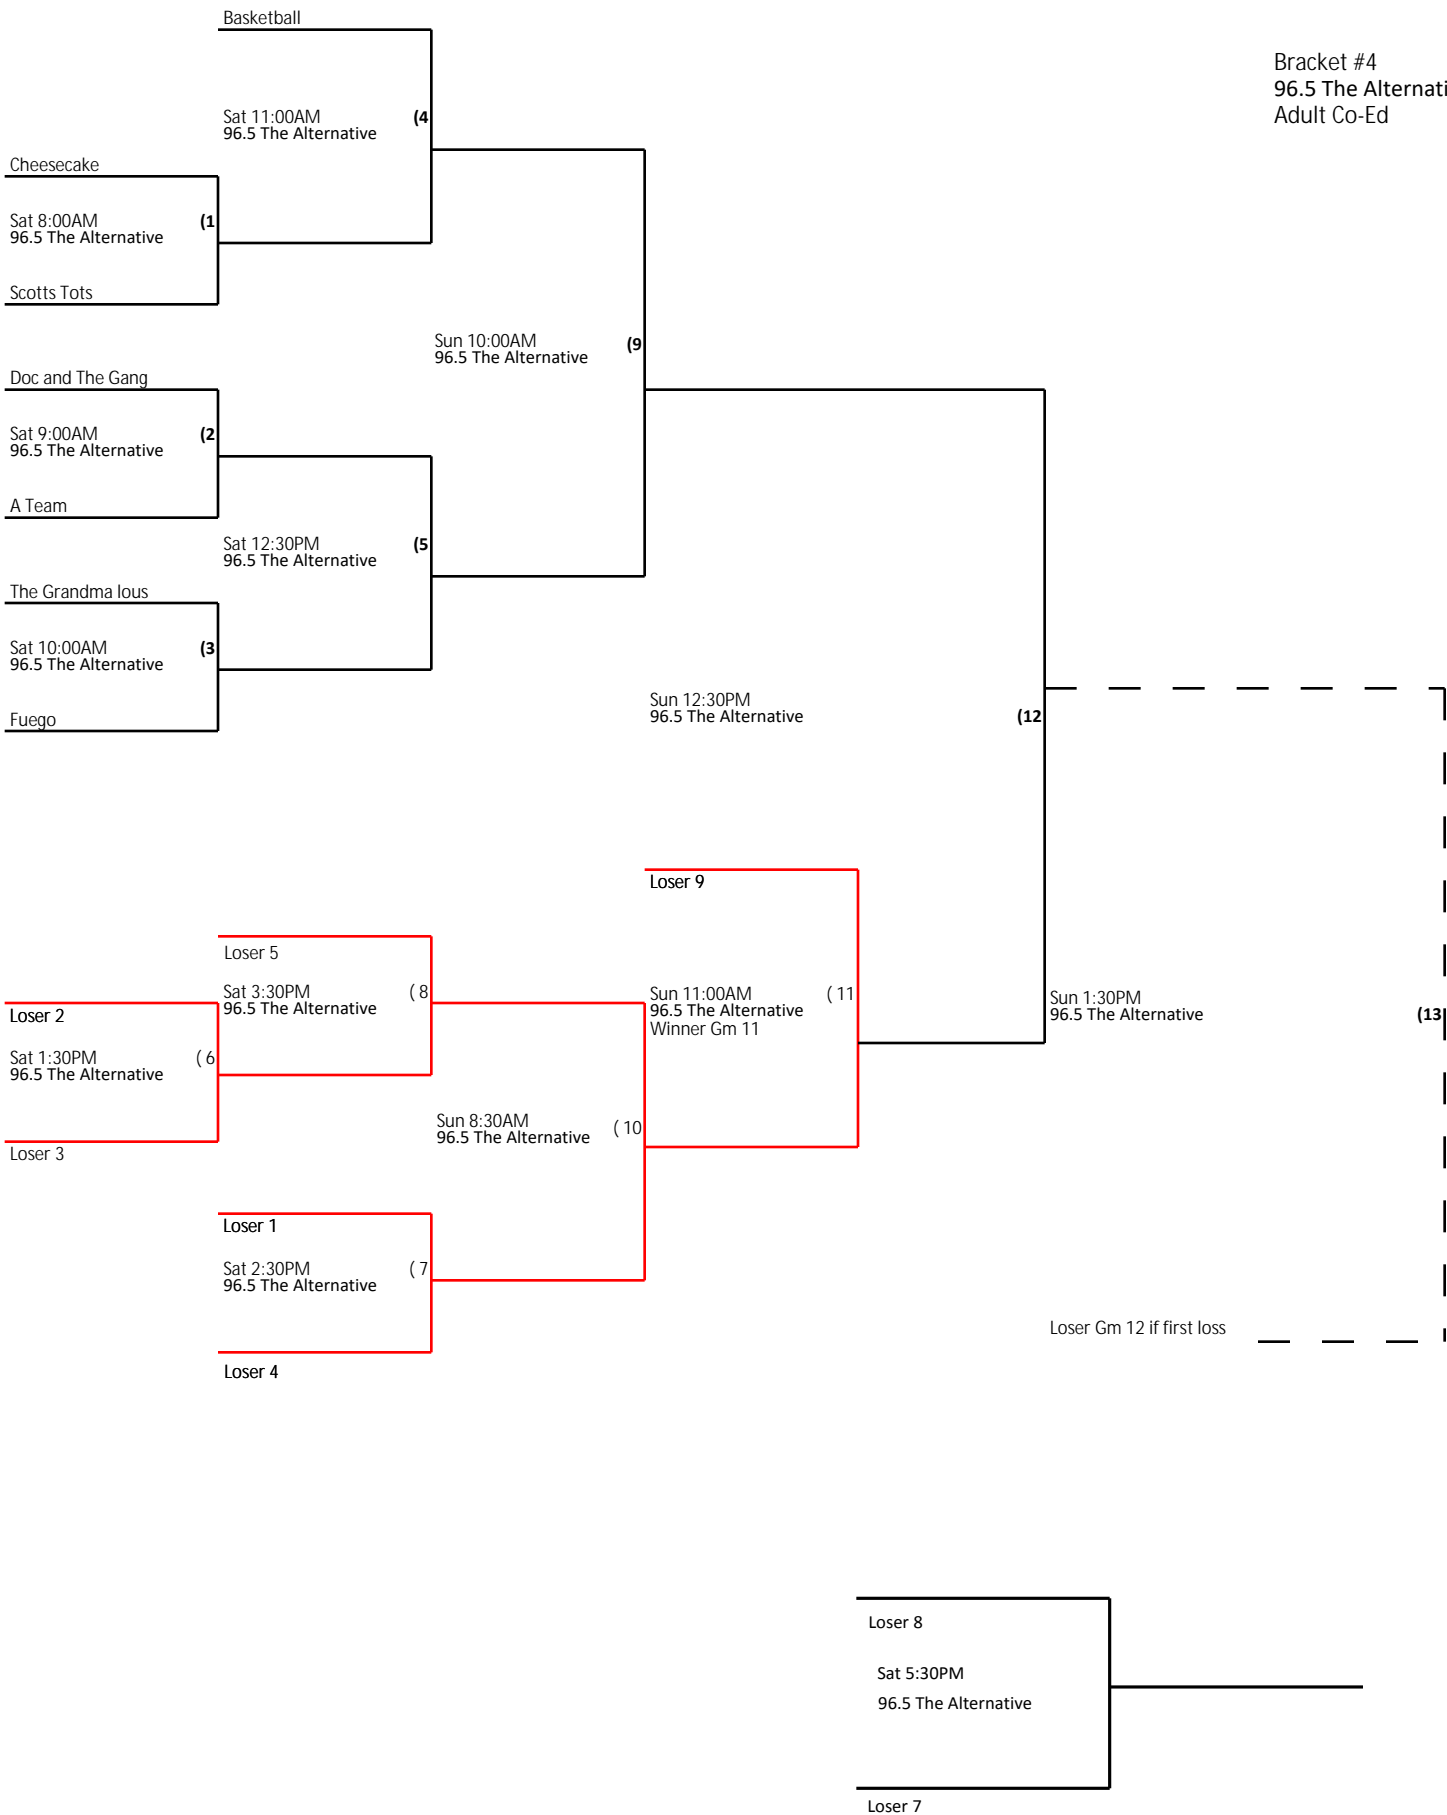 Basketball
Bracket #4
96.5 The Alternati
Adult Co-Ed
Sat 11:00AM (4
96.5 The Alternative
Cheesecake
Sat 8:00AM (1
96.5 The Alternative
Scotts Tots
Sun 10:00AM (9
96.5 The Alternative
Doc and The Gang
Sat 9:00AM (2
96.5 The Alternative
A Team
Sat 12:30PM (5
96.5 The Alternative
The Grandma lous
Sat 10:00AM (3
96.5 The Alternative
Fuego
Sun 12:30PM (12
96.5 The Alternative
Loser 9
Loser 5
Sat 3:30PM ( 8
96.5 The Alternative
Sun 11:00AM ( 11
96.5 The Alternative
Winner Gm 11
Sun 1:30PM (13
96.5 The Alternative
Loser 2
Sat 1:30PM ( 6
96.5 The Alternative
Loser 3
Sun 8:30AM ( 10
96.5 The Alternative
Loser 1
Sat 2:30PM ( 7
96.5 The Alternative
Loser 4
Loser Gm 12 if first loss
Loser 8
Sat 5:30PM
96.5 The Alternative
Loser 7